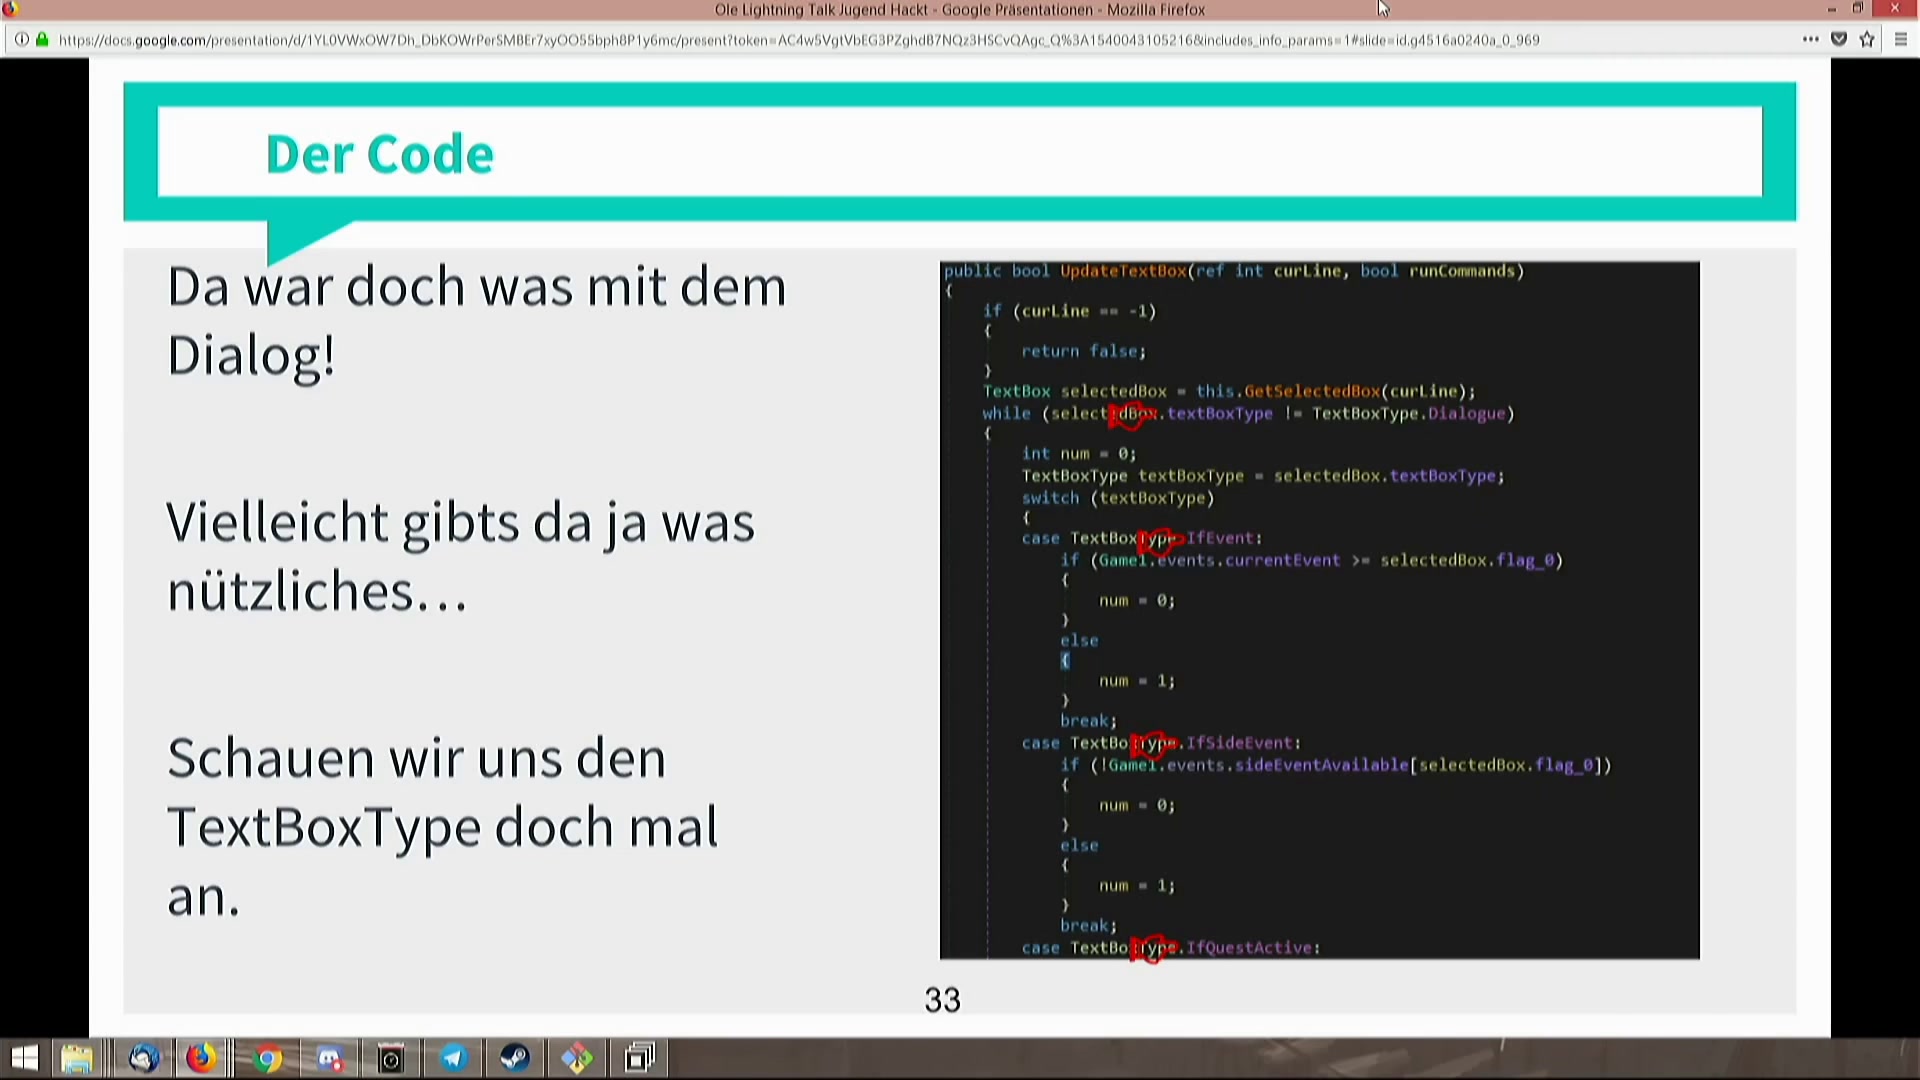 Ole Lightning Talk Jugend Hackt - Google Präsentationen - Mozilla Firefox
https://docs.google.com/presentation/d/1YL0VWxOW7Dh_DbKOWrPerSMBEr7xyOO55bph8P1y6mc/present?token=AC4w5VgtVbEG3PZghdB7NQz3HSCvQAgc_Q%3A1540043105216&includes_info_params=1#slide=id.g4516a0240a_0_969
Der Code
Da war doch was mit dem
Dialog!
Vielleicht gibts da ja was
nützliches...
Schauen wir uns den
TextBoxType doch mal
an.
public bool UpdateTextBox(ref int curLine, bool runCommands)
{
if (curLine == -1)
{
return false;
}
TextBox selectedBox = this.GetSelectedBox(curLine);
while (selectedBox.textBoxType != TextBoxType.Dialogue)
{
int num = 0;
TextBoxType textBoxType = selectedBox.textBoxType;
switch (textBoxType)
{
case TextBoxType.IfEvent:
if (Game1.events.currentEvent >= selectedBox.flag_0)
{
num = 0;
}
else
{
num = 1;
}
break;
case TextBoxType.IfSideEvent:
if (!Game1.events.sideEventAvailable[selectedBox.flag_0])
{
num = 0;
}
else
{
num = 1;
}
break;
case TextBoxType.IfQuestActive:
33